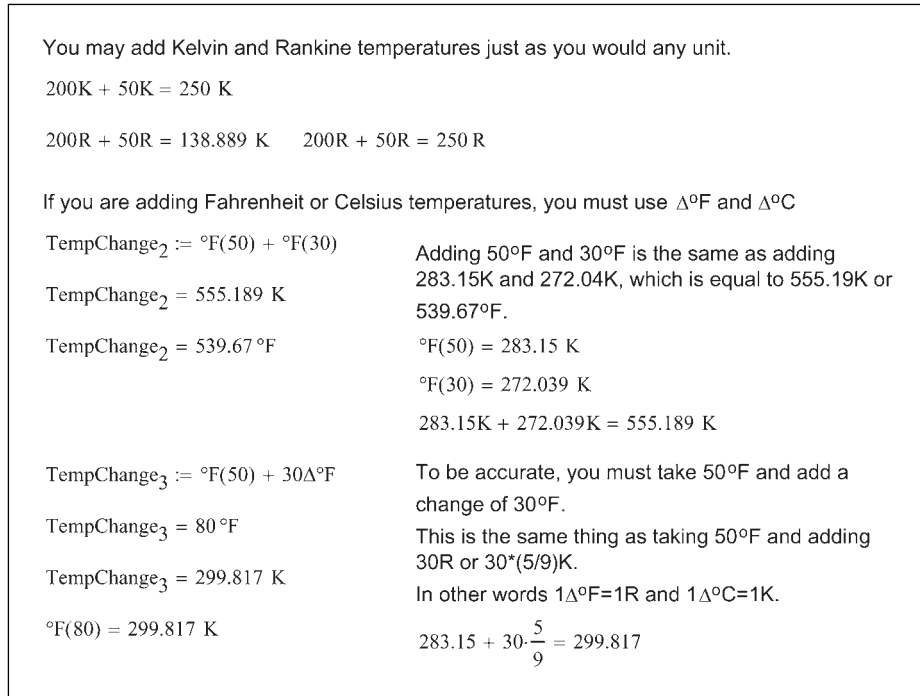 You may add Kelvin and Rankine temperatures just as you would any unit.
200K + 50K = 250 K
200R + 50R = 138.889 K 200R + 50R = 250 R
If you are adding Fahrenheit or Celsius temperatures, you must use Δ°F and Δ°C
TempChange₂ := °F(50) + °F(30)
TempChange₂ = 555.189 K
TempChange₂ = 539.67 °F
Adding 50°F and 30°F is the same as adding
283.15K and 272.04K, which is equal to 555.19K or
539.67°F.
°F(50) = 283.15 K
°F(30) = 272.039 K
283.15K + 272.039K = 555.189 K
TempChange₃ := °F(50) + 30Δ°F
TempChange₃ = 80 °F
TempChange₃ = 299.817 K
°F(80) = 299.817 K
To be accurate, you must take 50°F and add a
change of 30°F.
This is the same thing as taking 50°F and adding
30R or 30*(5/9)K.
In other words 1Δ°F=1R and 1Δ°C=1K.
283.15 + 30·5/9 = 299.817